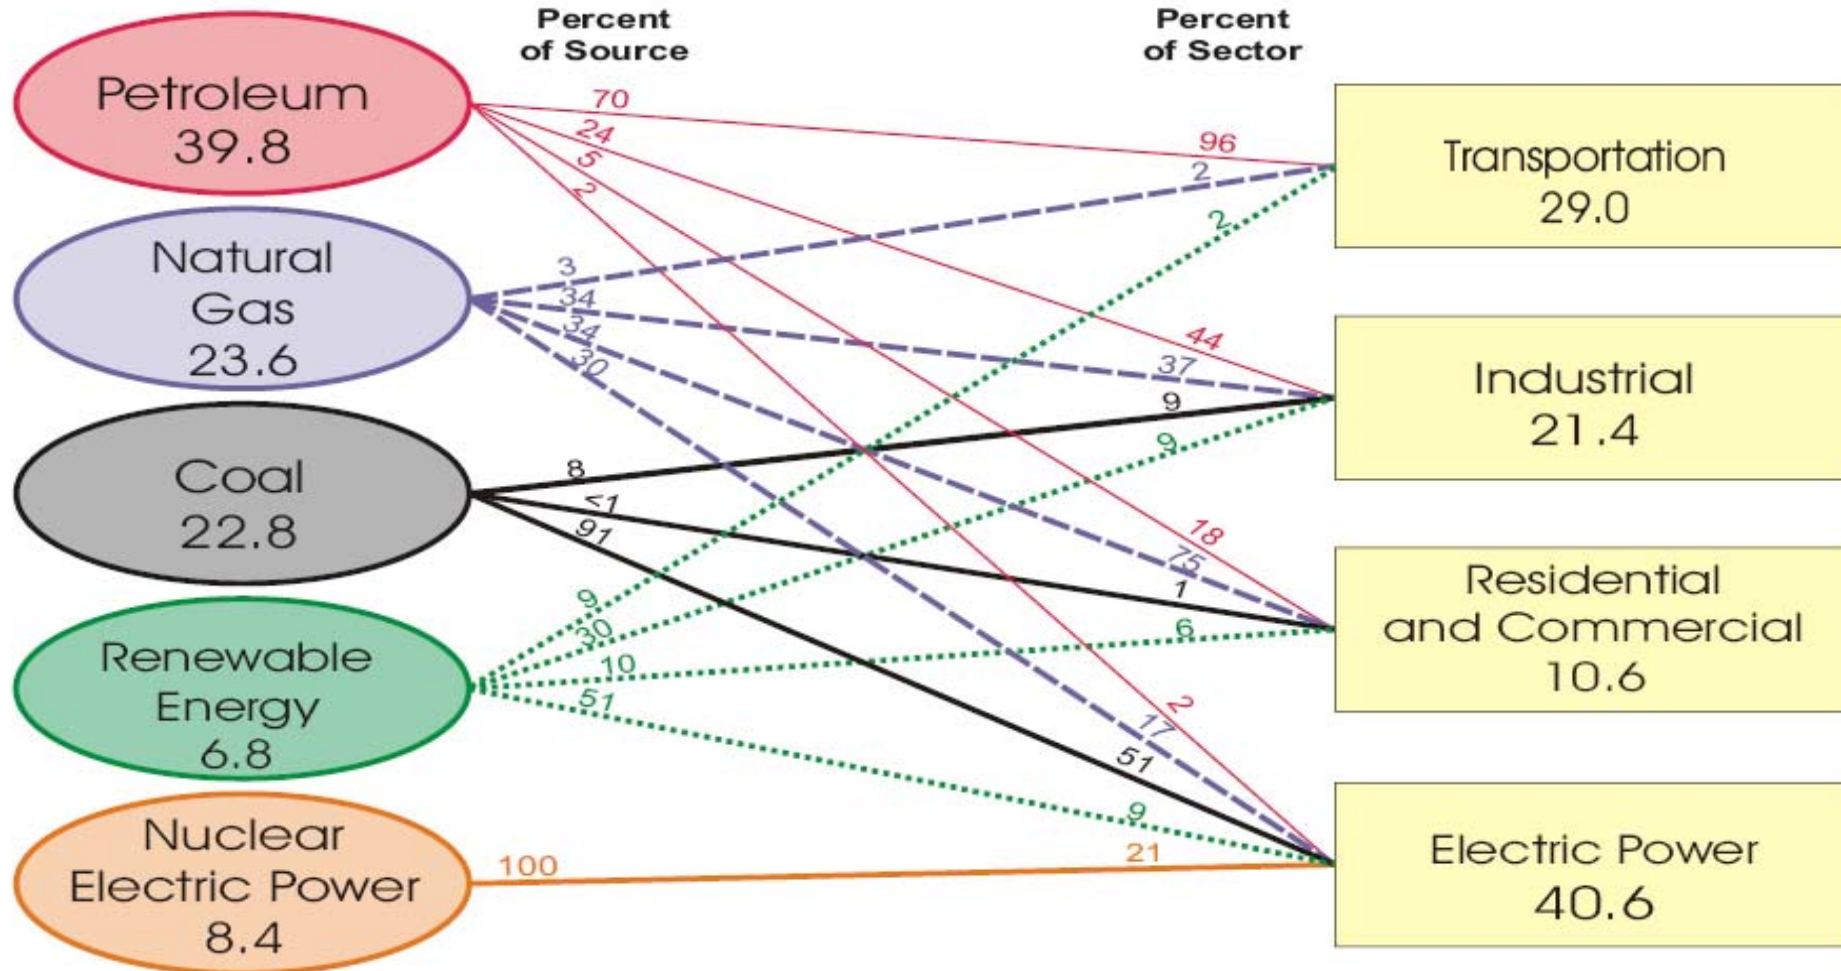 Percent
of Source
Percent
of Sector
Petroleum
39.8
Natural
Gas
23.6
Coal
22.8
Renewable
Energy
6.8
Nuclear
Electric Power
8.4
70
24
5
2
3
34
34
30
8
<1
91
9
30
10
51
100
96
2
2
44
37
9
9
18
75
1
6
2
17
51
9
21
Transportation
29.0
Industrial
21.4
Residential
and Commercial
10.6
Electric Power
40.6